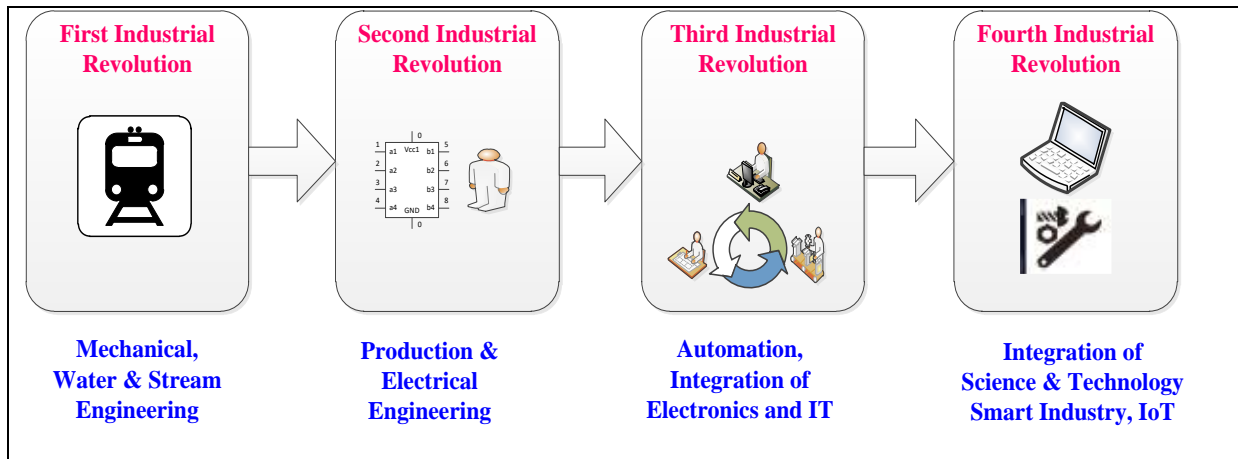 First Industrial
Revolution
Second Industrial
Revolution
Third Industrial
Revolution
Fourth Industrial
Revolution
0
1 a1 Vcc1 b1 5
2 a2 b2 6
3 a3 b3 7
4 a4 b4 8
GND
0
Mechanical,
Water & Stream
Engineering
Production &
Electrical
Engineering
Automation,
Integration of
Electronics and IT
Integration of
Science & Technology
Smart Industry, IoT